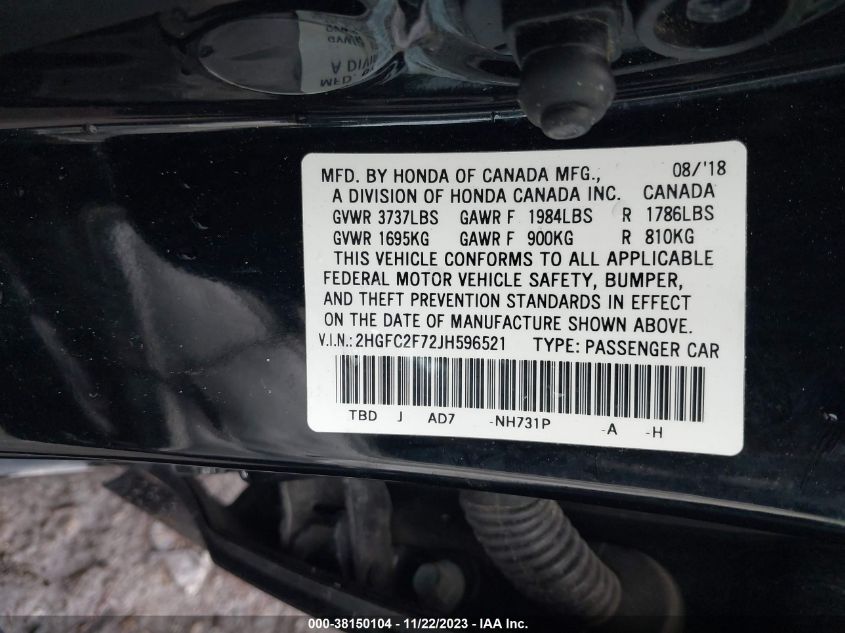 MFD. BY HONDA OF CANADA MFG., 08/'18
A DIVISION OF HONDA CANADA INC. CANADA
GVWR 3737LBS GAWR F 1984LBS R 1786LBS
GVWR 1695KG GAWR F 900KG R 810KG
THIS VEHICLE CONFORMS TO ALL APPLICABLE
FEDERAL MOTOR VEHICLE SAFETY, BUMPER,
AND THEFT PREVENTION STANDARDS IN EFFECT
ON THE DATE OF MANUFACTURE SHOWN ABOVE.
V.I.N.: 2HGFC2F72JH596521 TYPE: PASSENGER CAR
TBD J AD7 -NH731P -A -H
000-38150104 - 11/22/2023 - IAA Inc.